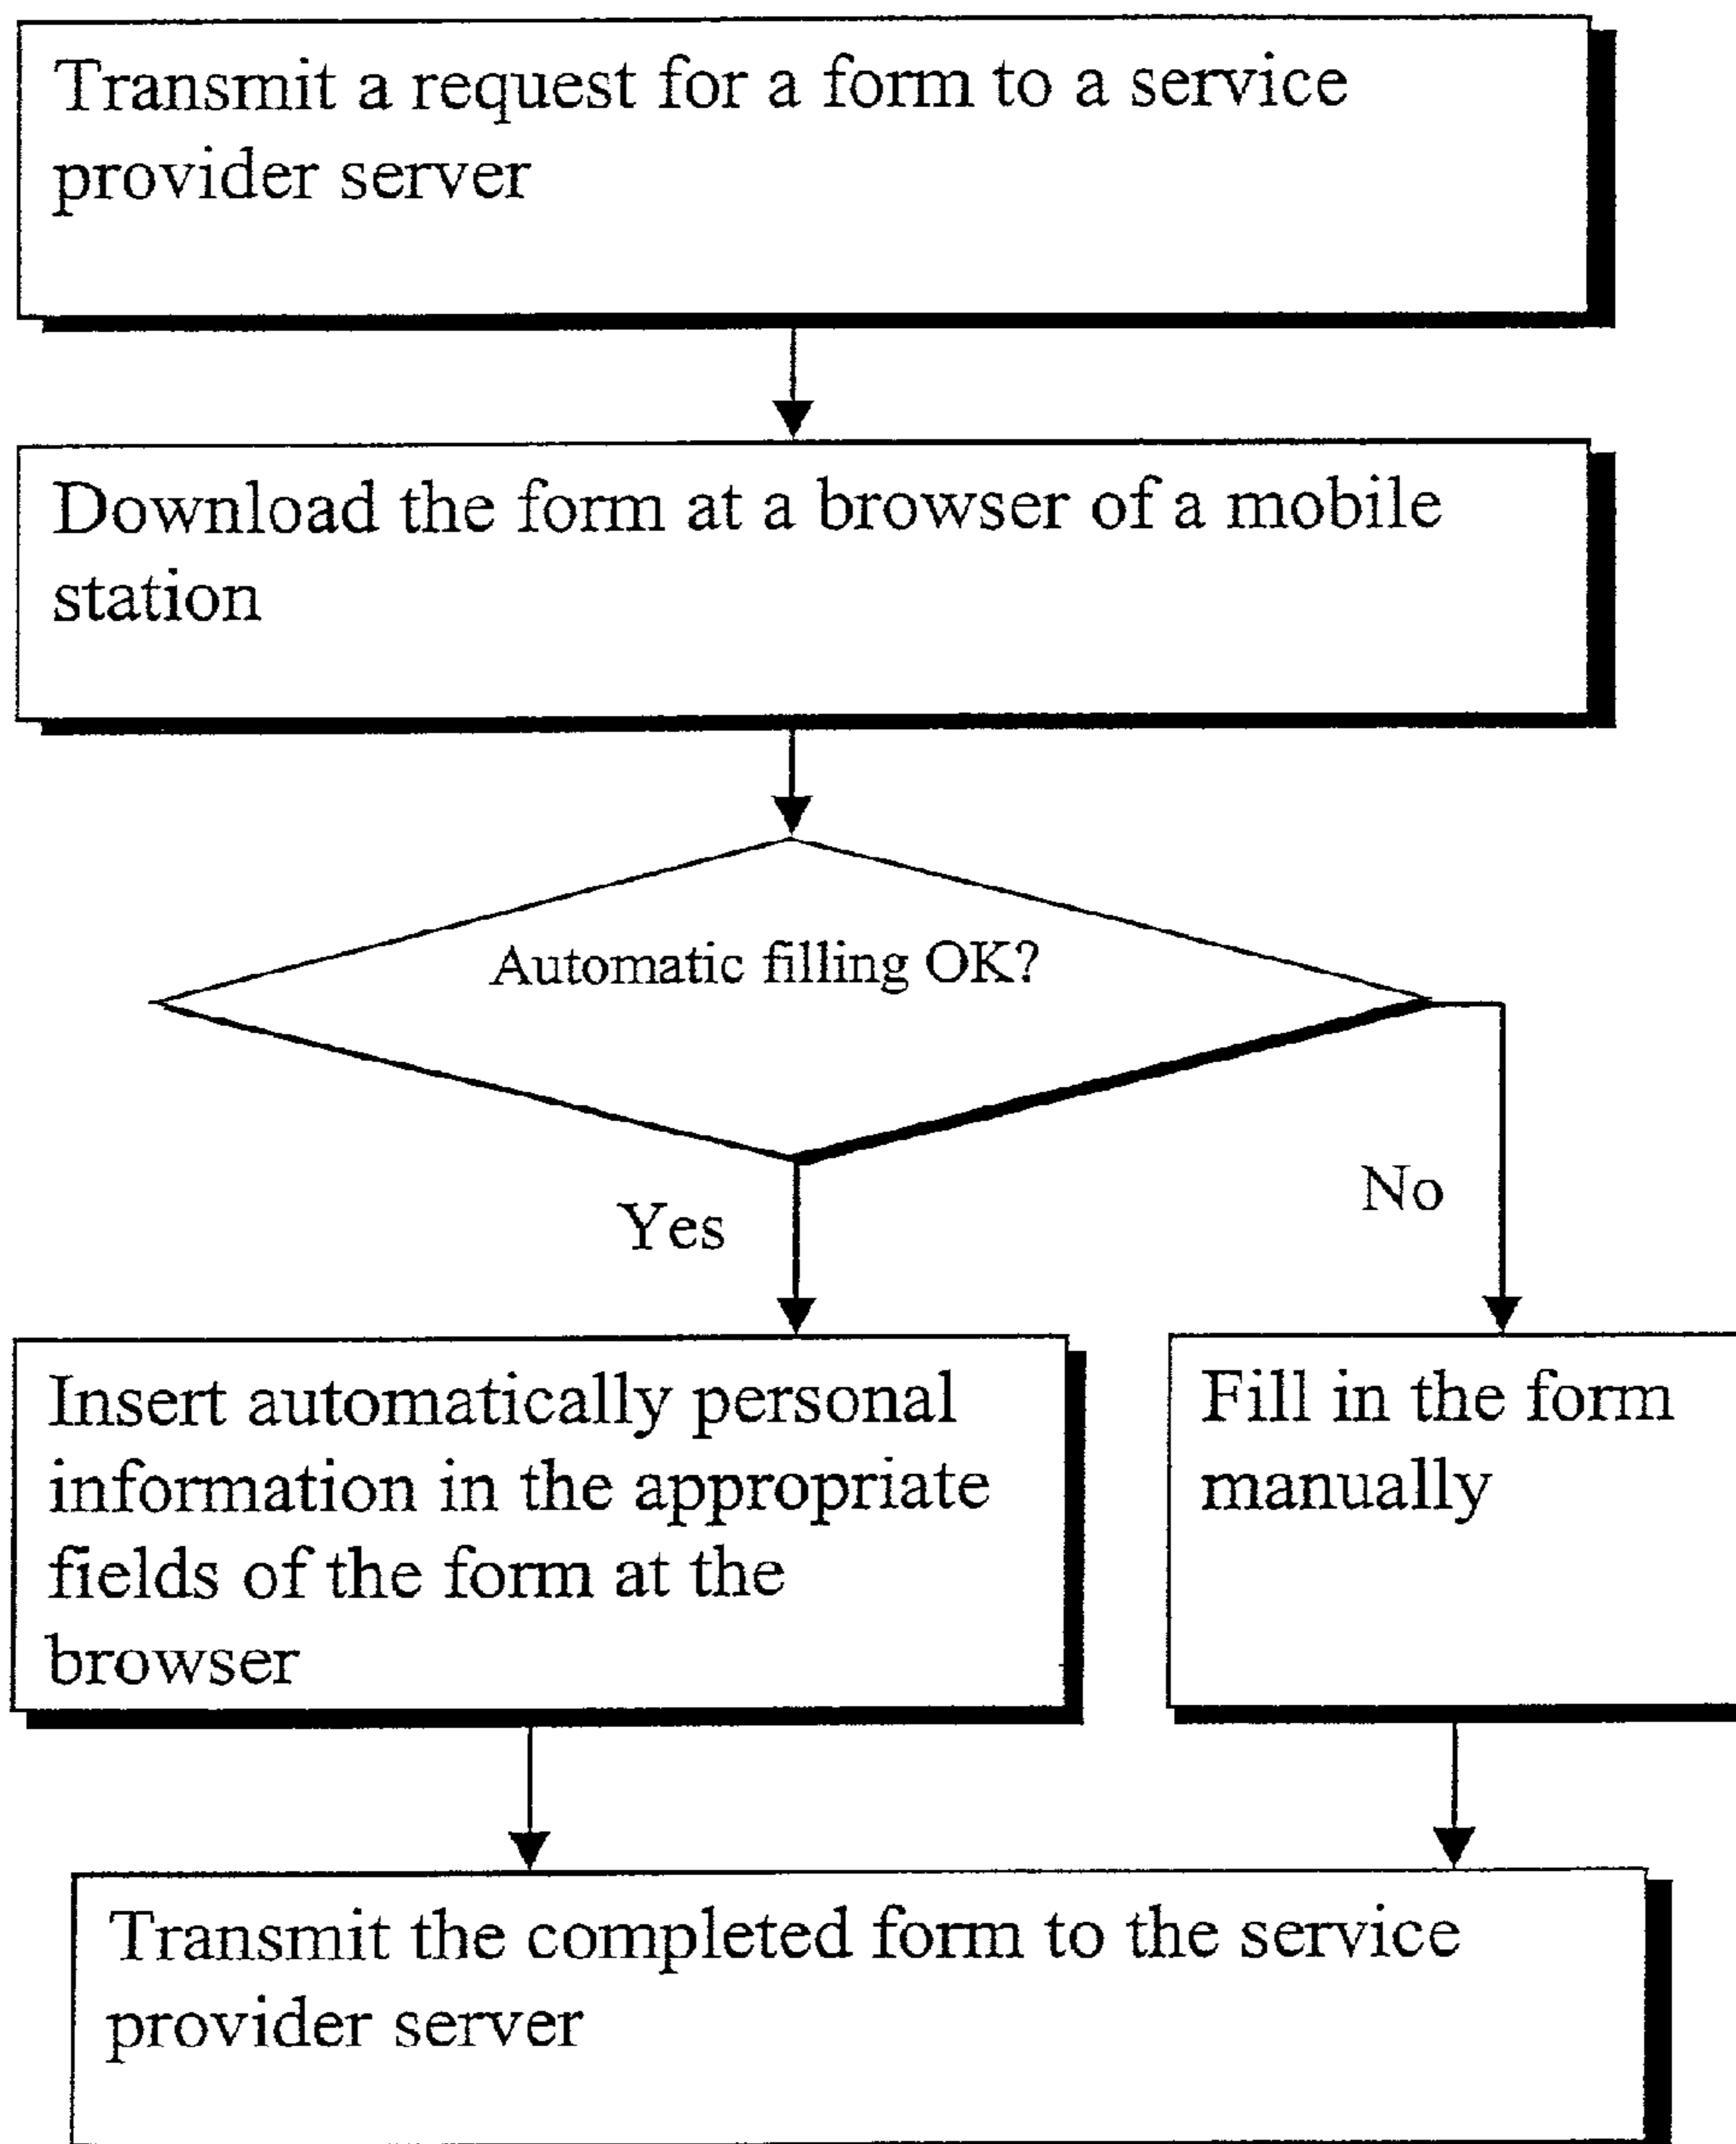 Transmit a request for a form to a service
provider server
Download the form at a browser of a mobile
station
Automatic filling OK?
Yes
No
Insert automatically personal
information in the appropriate
fields of the form at the
browser
Fill in the form
manually
Transmit the completed form to the service
provider server